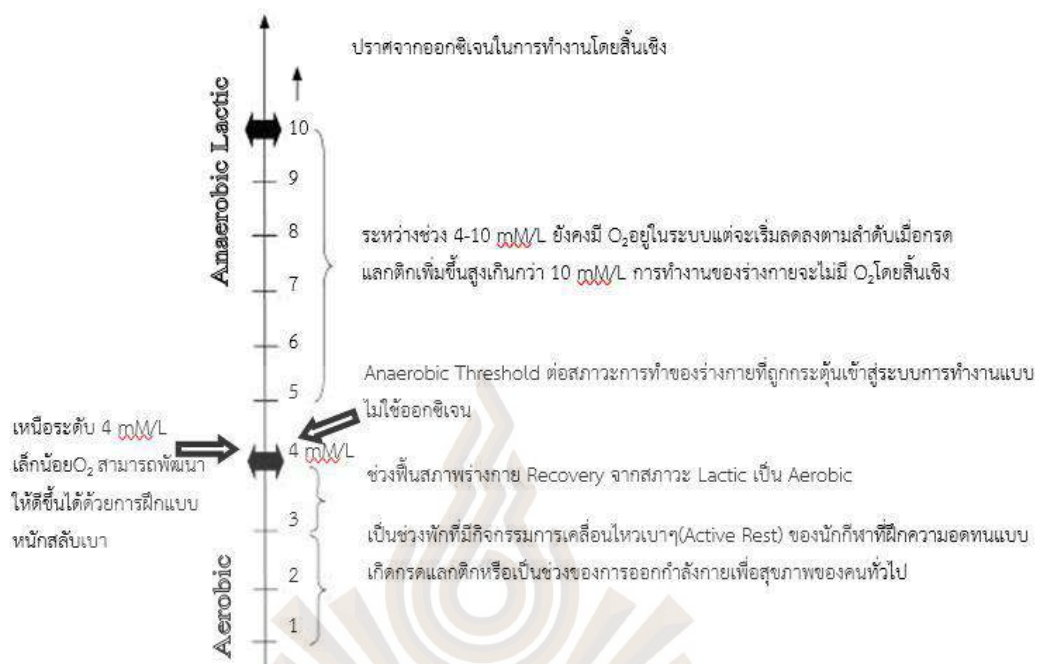 ปราศจากออกซิเจนในการทำงานโดยสิ้นเชิง
Anaerobic Lactic
10
9
8
7
6
5
ระหว่างช่วง 4-10 mM/L ยังคงมี O₂อยู่ในระบบแต่จะเริ่มลดลงตามลำดับเมื่อกรด
แลกติกเพิ่มขึ้นสูงเกินกว่า 10 mM/L การทำงานของร่างกายจะไม่มี O₂โดยสิ้นเชิง
Anaerobic Threshold ต่อสภาวะการทำของร่างกายที่ถูกกระตุ้นเข้าสู่ระบบการทำงานแบบ
ไม่ใช้ออกซิเจน
เหนือระดับ 4 mM/L
เล็กน้อยO₂ สามารถพัฒนา
ให้ดีขึ้นได้ด้วยการฝึกแบบ
หนักสลับเบา
4 mM/L
ช่วงฟื้นสภาพร่างกาย Recovery จากสภาวะ Lactic เป็น Aerobic
3
เป็นช่วงพักที่มีกิจกรรมการเคลื่อนไหวเบาๆ(Active Rest) ของนักกีฬาที่ฝึกความอดทนแบบ
เกิดกรดแลกติกหรือเป็นช่วงของการออกกำลังกายเพื่อสุขภาพของคนทั่วไป
2
1
Aerobic